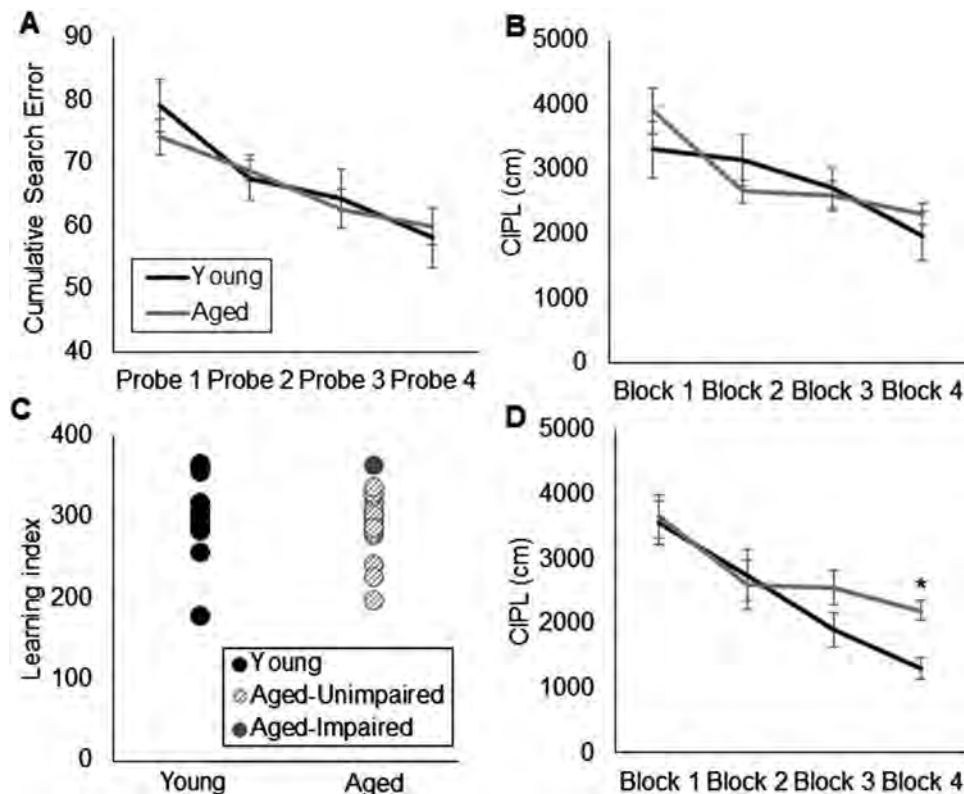 A
90
80
70
60
50
40
Cumulative Search Error
Young
Aged
Probe 1 Probe 2 Probe 3 Probe 4
B
5000
4000
3000
2000
1000
0
CIPL (cm)
Block 1 Block 2 Block 3 Block 4
C
400
300
200
100
0
Learning index
Young
Aged-Unimpaired
Aged-Impaired
Young Aged
D
5000
4000
3000
2000
1000
0
CIPL (cm)
*
Block 1 Block 2 Block 3 Block 4